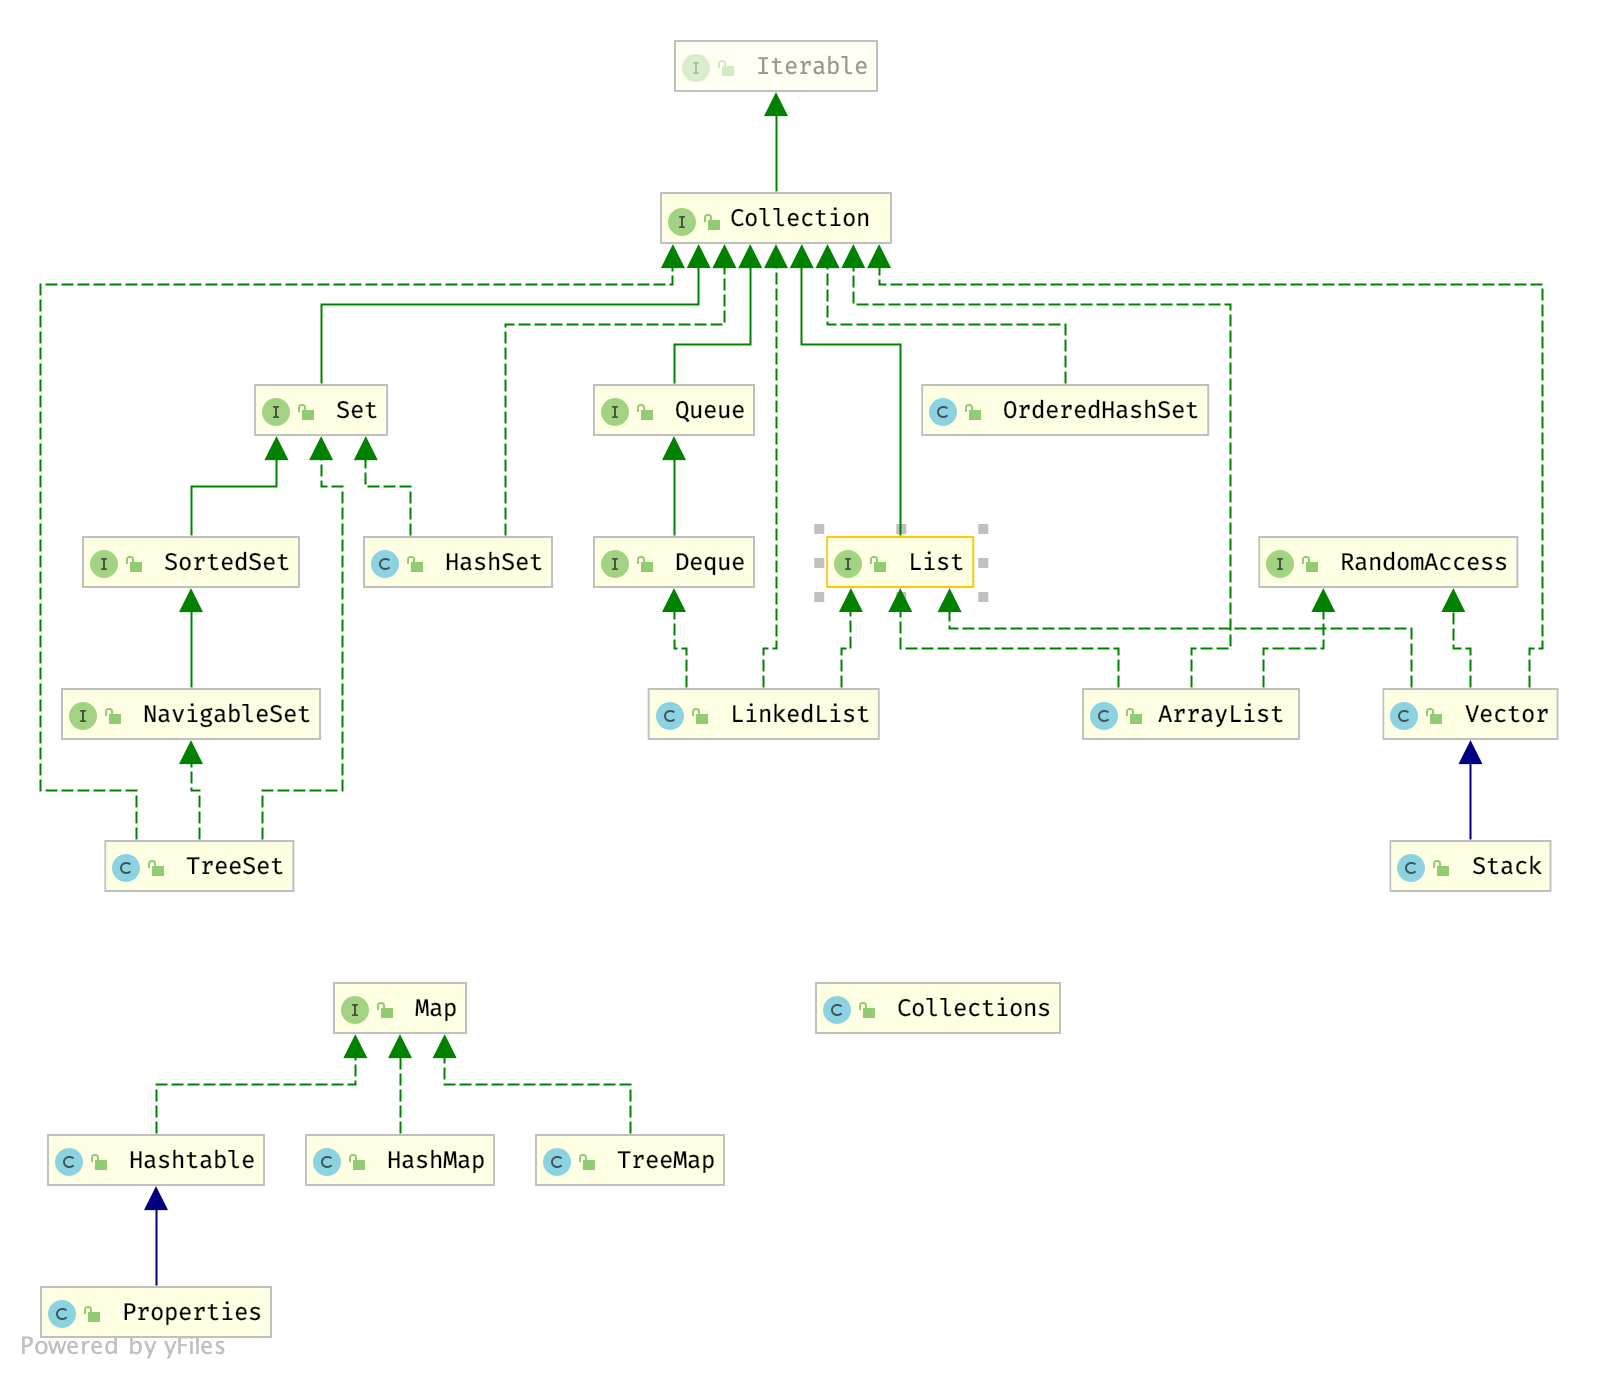 I Iterable
I Collection
I Set
I Queue
C OrderedHashSet
I SortedSet
C HashSet
I Deque
I List
I RandomAccess
I NavigableSet
C LinkedList
C ArrayList
C Vector
C TreeSet
C Stack
I Map
C Collections
C Hashtable
C HashMap
C TreeMap
C Properties
Powered by yFiles